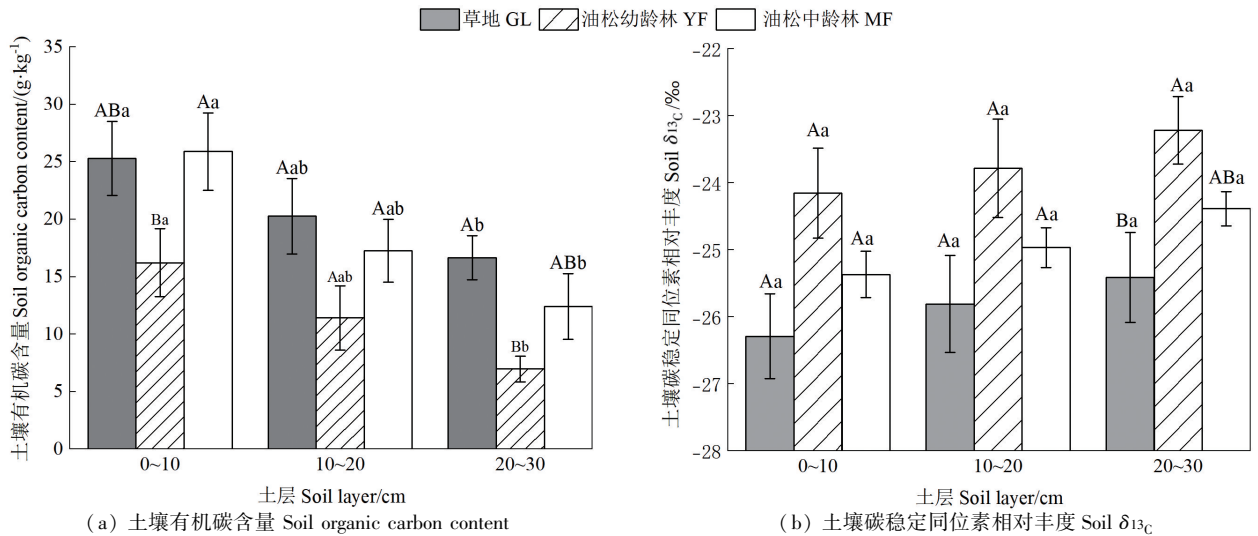 草地 GL 油松幼龄林 YF 油松中龄林 MF
土壤有机碳含量 Soil organic carbon content/(g·kg⁻¹)
35
30
25
20
15
10
5
0
ABa
Ba
Aa
Aab
Aab
Aab
Ab
Bb
ABb
0~10
10~20
20~30
土层 Soil layer/cm
(a) 土壤有机碳含量 Soil organic carbon content
土壤碳稳定同位素相对丰度 Soil δ¹³C/‰
-22
-23
-24
-25
-26
-27
-28
Aa
Aa
Aa
Aa
Aa
Aa
Ba
Aa
ABa
0~10
10~20
20~30
土层 Soil layer/cm
(b) 土壤碳稳定同位素相对丰度 Soil δ¹³C